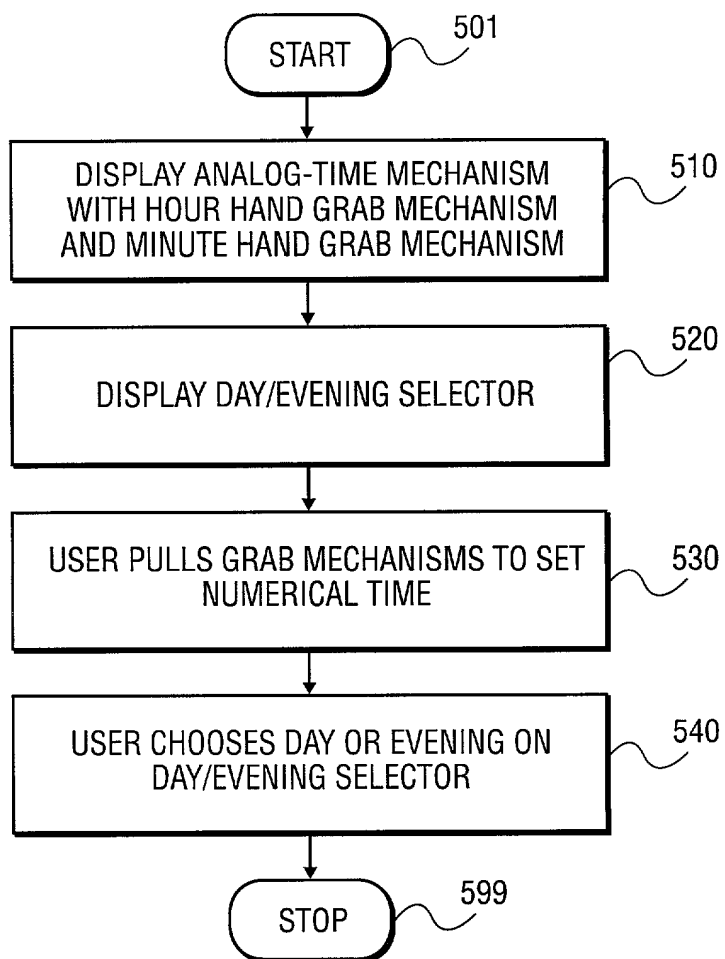 START
501
DISPLAY ANALOG-TIME MECHANISM
WITH HOUR HAND GRAB MECHANISM
AND MINUTE HAND GRAB MECHANISM
510
DISPLAY DAY/EVENING SELECTOR
520
USER PULLS GRAB MECHANISMS TO SET
NUMERICAL TIME
530
USER CHOOSES DAY OR EVENING ON
DAY/EVENING SELECTOR
540
STOP
599